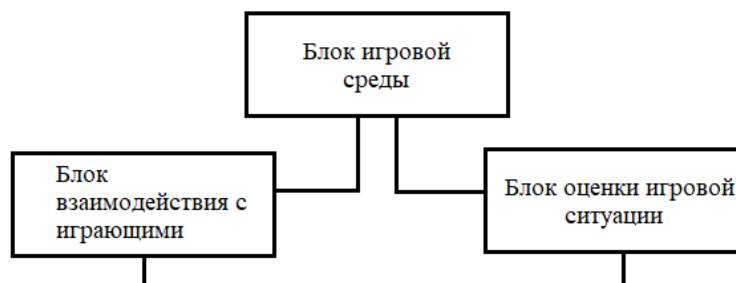 Блок игровой
среды
Блок
взаимодействия с
играющими
Блок оценки игровой
ситуации